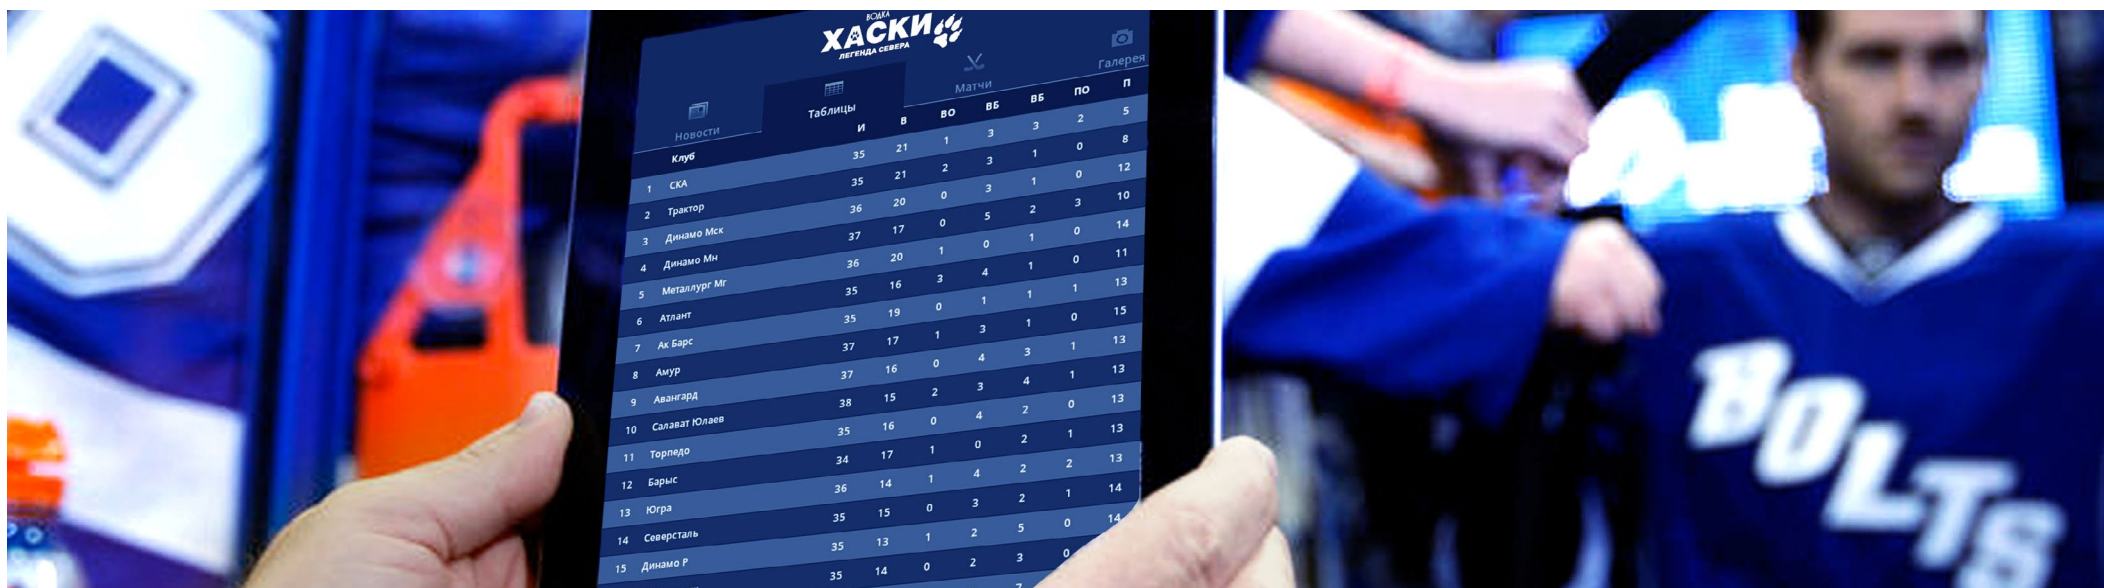 ВОДКА
ХАСКИ
ЛЕГЕНДА СЕВЕРА
Новости Таблицы Матчи Галерея
Клуб И В ВО ВБ ВБ ПО П
1 СКА 35 21 1 3 3 2 5
2 Трактор 35 21 2 3 1 0 8
3 Динамо Мск 36 20 0 3 1 0 12
4 Динамо Мн 37 17 0 5 2 3 10
5 Металлург Мг 36 20 1 0 1 0 14
6 Атлант 35 16 3 4 1 0 11
7 Ак Барс 35 19 0 1 1 1 13
8 Амур 37 17 1 3 1 0 15
9 Авангард 37 16 0 4 3 1 13
10 Салават Юлаев 38 15 2 3 4 1 13
11 Торпедо 35 16 0 4 2 0 13
12 Барыс 34 17 1 0 2 1 13
13 Югра 36 14 1 4 2 2 13
14 Северсталь 35 15 0 3 2 1 14
15 Динамо Р 35 13 1 2 5 0 14
35 14 0 2 3 0
BOLTS